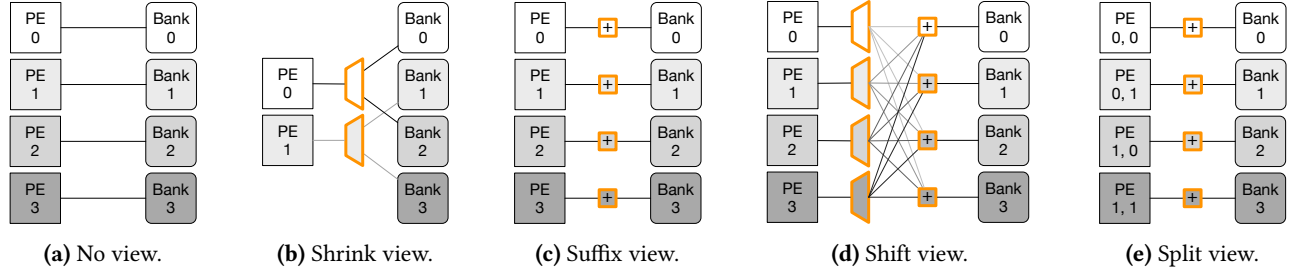 PE
0
Bank
0
PE
1
Bank
1
PE
2
Bank
2
PE
3
Bank
3
(a) No view.
PE
0
PE
1
Bank
0
Bank
1
Bank
2
Bank
3
(b) Shrink view.
PE
0
+
Bank
0
PE
1
+
Bank
1
PE
2
+
Bank
2
PE
3
+
Bank
3
(c) Suffix view.
PE
0
+
Bank
0
PE
1
+
Bank
1
PE
2
+
Bank
2
PE
3
+
Bank
3
(d) Shift view.
PE
0, 0
+
Bank
0
PE
0, 1
+
Bank
1
PE
1, 0
+
Bank
2
PE
1, 1
+
Bank
3
(e) Split view.